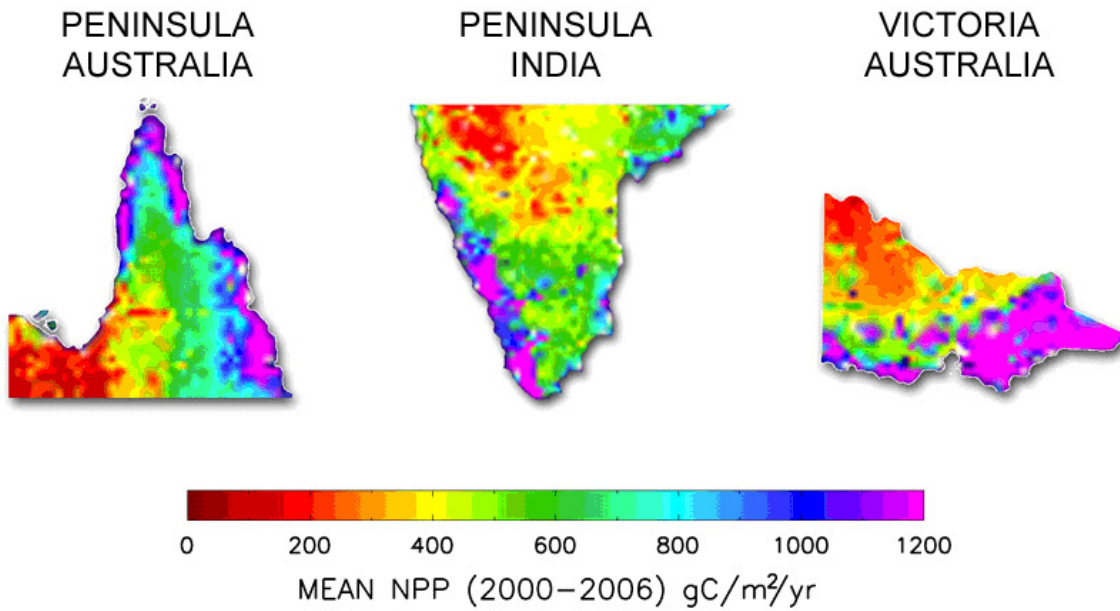 PENINSULA
AUSTRALIA
PENINSULA
INDIA
VICTORIA
AUSTRALIA
0 200 400 600 800 1000 1200
MEAN NPP (2000-2006) gC/m²/yr